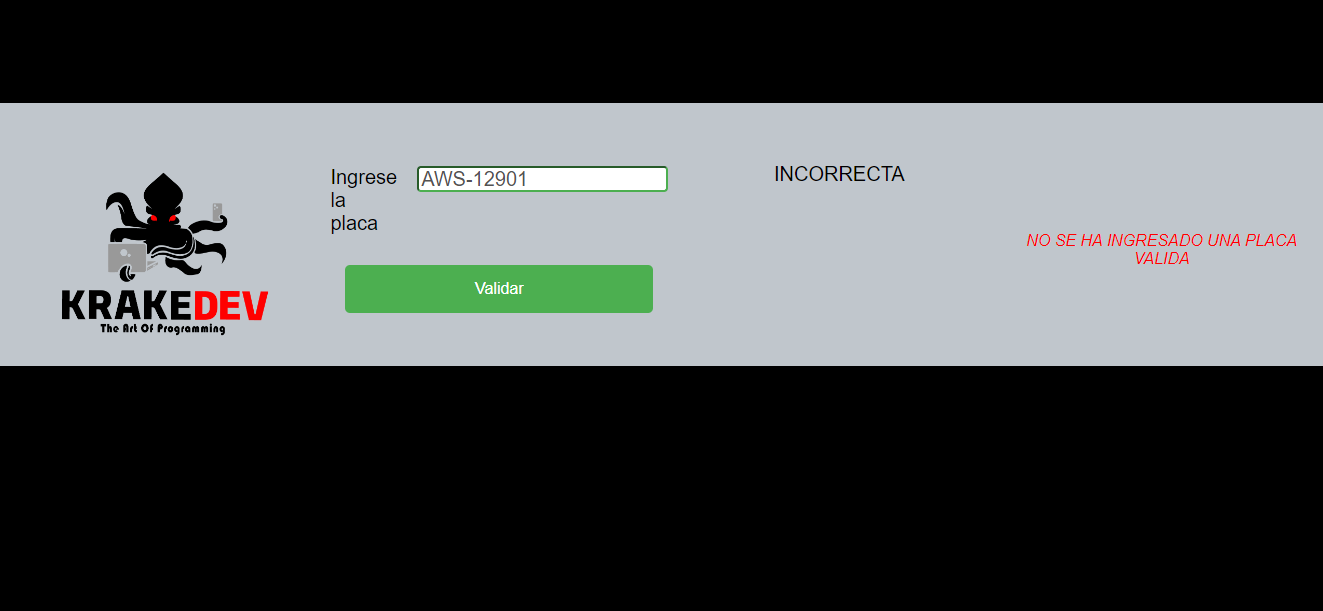 KRAKEDEV
The Art Of Programming
Ingrese
la
placa
AWS-12901
Validar
INCORRECTA
NO SE HA INGRESADO UNA PLACA
VALIDA